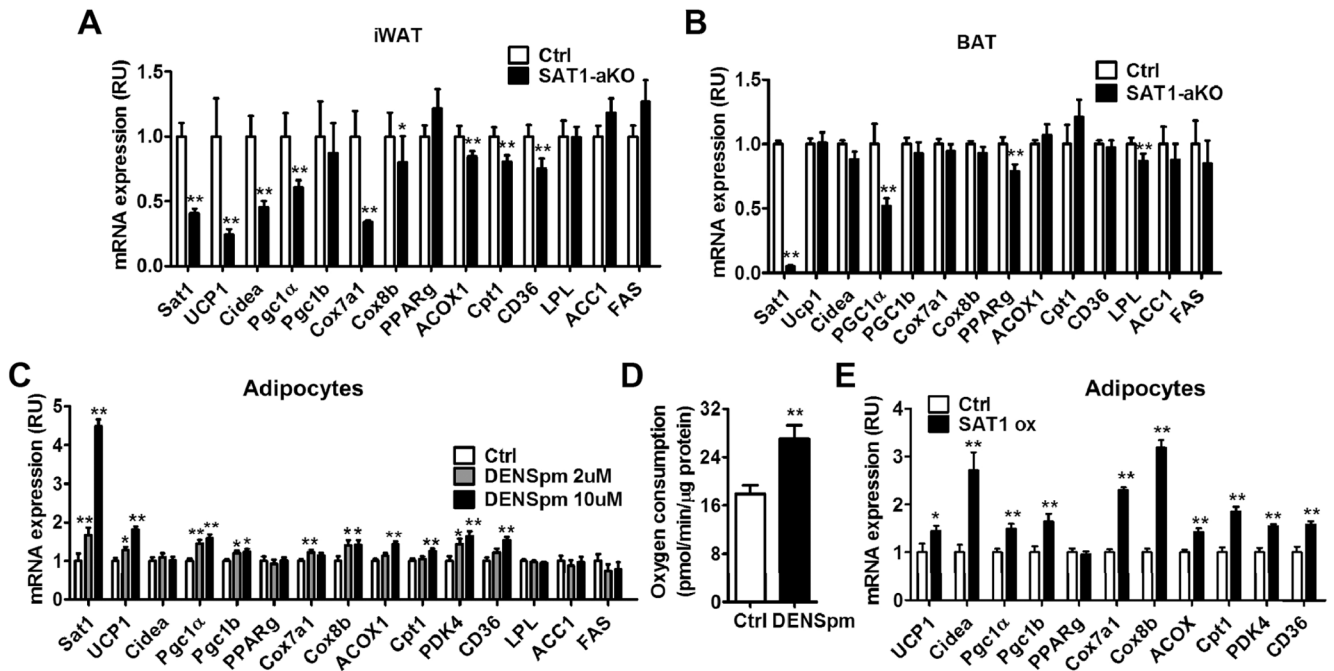 A
iWAT
Ctrl
SAT1-aKO
mRNA expression (RU)
1.5
1.0
0.5
0.0
** ** ** ** ** * ** ** **
Sat1 UCP1 Cidea Pgc1α Pgc1b Cox7a1 Cox8b PPARg ACOX1 Cpt1 CD36 LPL ACC1 FAS
B
BAT
Ctrl
SAT1-aKO
mRNA expression (RU)
1.5
1.0
0.5
0.0
** ** ** **
Sat1 Ucp1 Cidea PGC1α PGC1b Cox7a1 Cox8b PPARg ACOX1 Cpt1 CD36 LPL ACC1 FAS
C
Adipocytes
Ctrl
DENSpm 2uM
DENSpm 10uM
mRNA expression (RU)
5
4
3
2
1
0
** ** * ** ** ** * * ** ** ** ** ** * ** **
Sat1 UCP1 Cidea Pgc1α Pgc1b PPARg Cox7a1 Cox8b ACOX1 Cpt1 PDK4 CD36 LPL ACC1 FAS
D
Oxygen consumption
(pmol/min/µg protein)
32
24
16
8
0
**
Ctrl DENSpm
E
Adipocytes
Ctrl
SAT1 ox
mRNA expression (RU)
4
3
2
1
0
* ** ** ** ** ** ** ** ** **
UCP1 Cidea Pgc1α Pgc1b PPARg Cox7a1 Cox8b ACOX Cpt1 PDK4 CD36